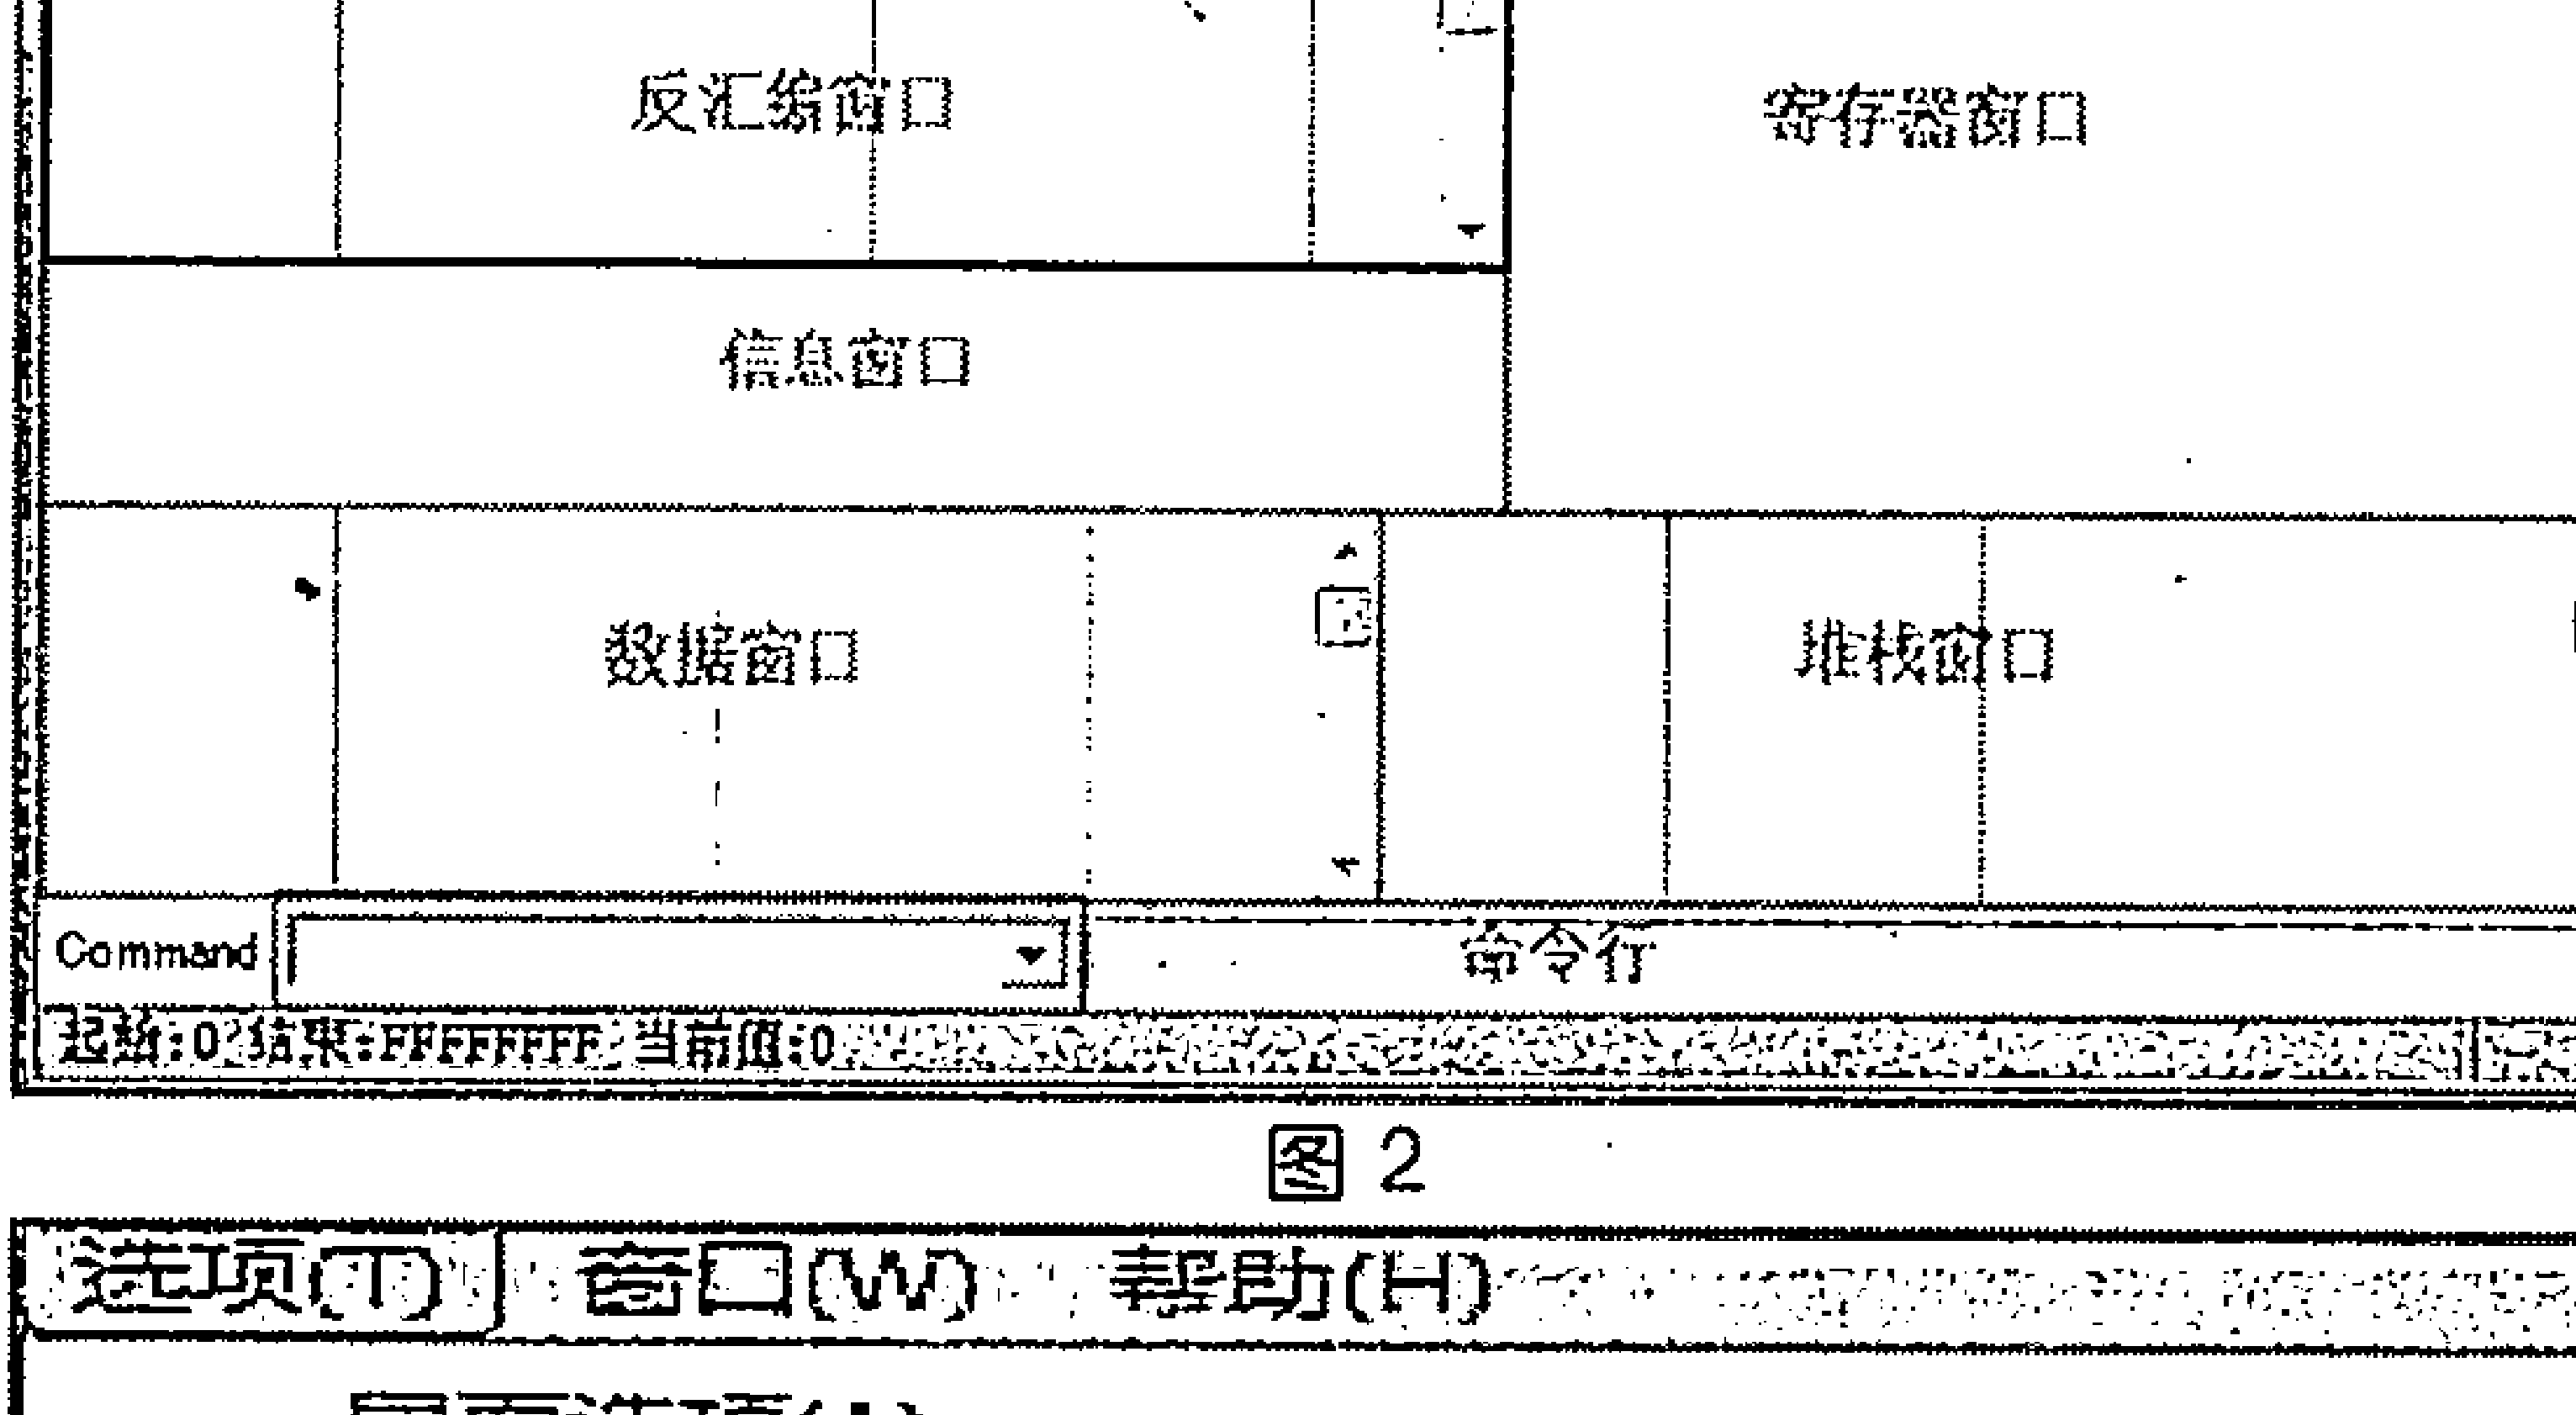 反汇编窗口 寄存器窗口
信息窗口
数据窗口 堆栈窗口
Command 命令行
起始:0 结束:FFFFFFFF 当前值:0
图 2
选项(T) 窗口(W) 帮助(H)